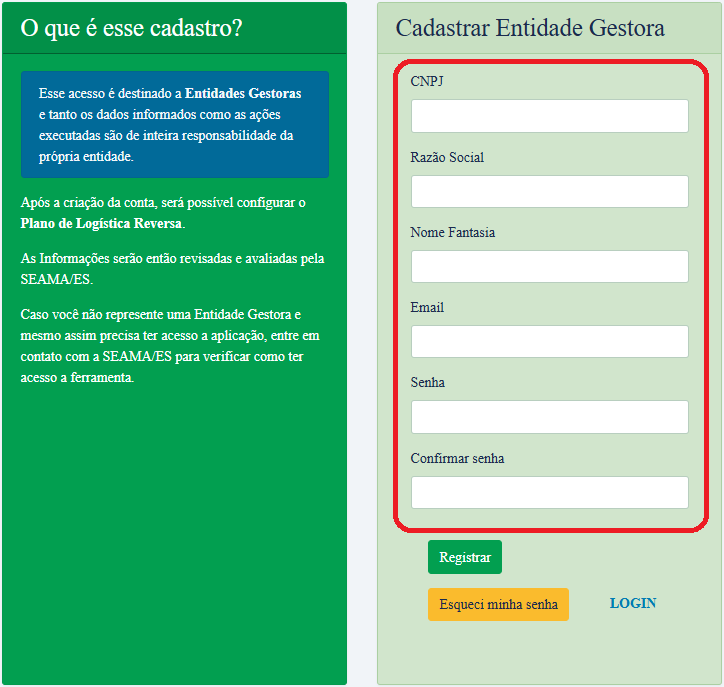 O que é esse cadastro?
Esse acesso é destinado a Entidades Gestoras
e tanto os dados informados como as ações
executadas são de inteira responsabilidade da
própria entidade.
Após a criação da conta, será possível configurar o
Plano de Logística Reversa.
As Informações serão então revisadas e avaliadas pela
SEAMA/ES.
Caso você não represente uma Entidade Gestora e
mesmo assim precisa ter acesso a aplicação, entre em
contato com a SEAMA/ES para verificar como ter
acesso a ferramenta.
Cadastrar Entidade Gestora
CNPJ
Razão Social
Nome Fantasia
Email
Senha
Confirmar senha
Registrar
Esqueci minha senha
LOGIN